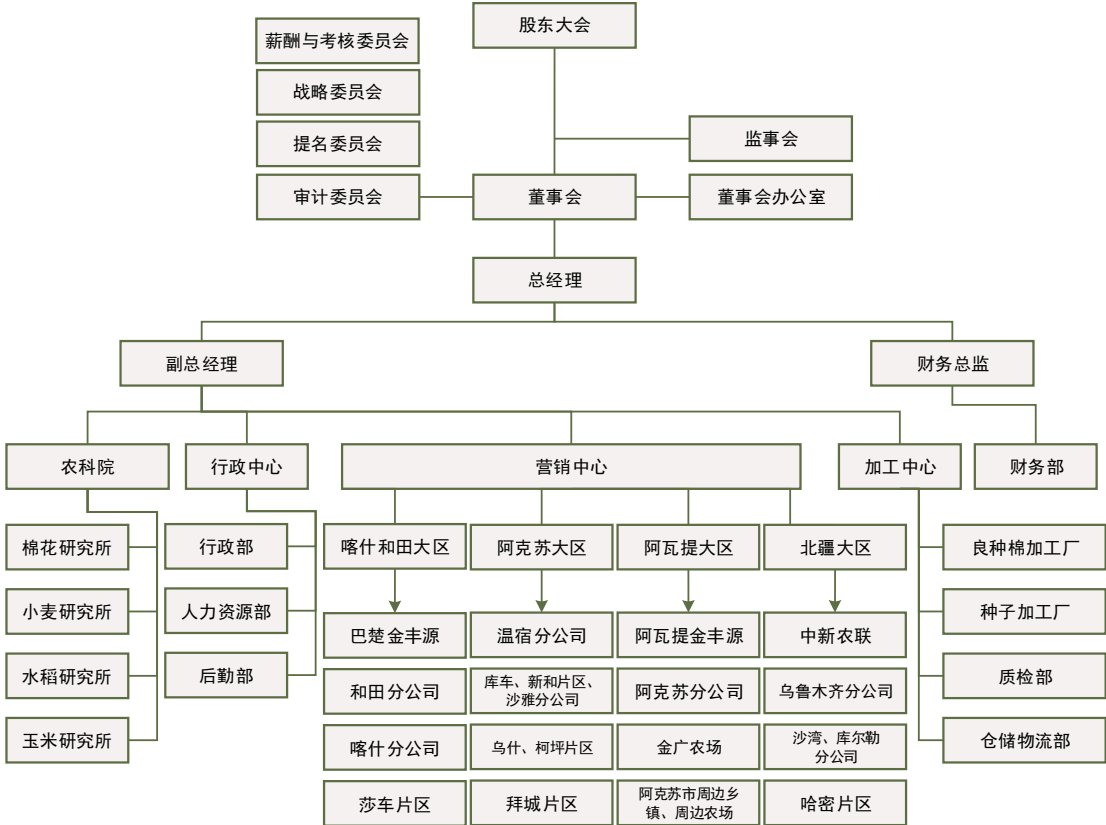 股东大会
薪酬与考核委员会
战略委员会
提名委员会
监事会
审计委员会
董事会
董事会办公室
总经理
副总经理
财务总监
农科院
行政中心
营销中心
加工中心
财务部
棉花研究所
行政部
喀什和田大区
阿克苏大区
阿瓦提大区
北疆大区
良种棉加工厂
小麦研究所
人力资源部
巴楚金丰源
温宿分公司
阿瓦提金丰源
中新农联
种子加工厂
水稻研究所
后勤部
和田分公司
库车、新和片区、
沙雅分公司
阿克苏分公司
乌鲁木齐分公司
质检部
玉米研究所
喀什分公司
乌什、柯坪片区
金广农场
沙湾、库尔勒
分公司
仓储物流部
莎车片区
拜城片区
阿克苏市周边乡
镇、周边农场
哈密片区